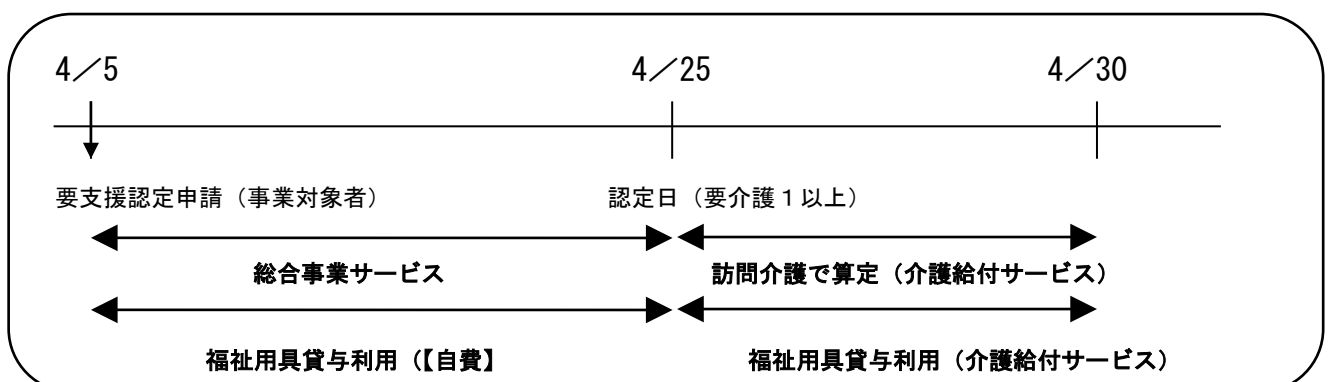 4／5 4／25 4／30
要支援認定申請（事業対象者） 認定日（要介護１以上）
総合事業サービス 訪問介護で算定（介護給付サービス）
福祉用具貸与利用（【自費】 福祉用具貸与利用（介護給付サービス）